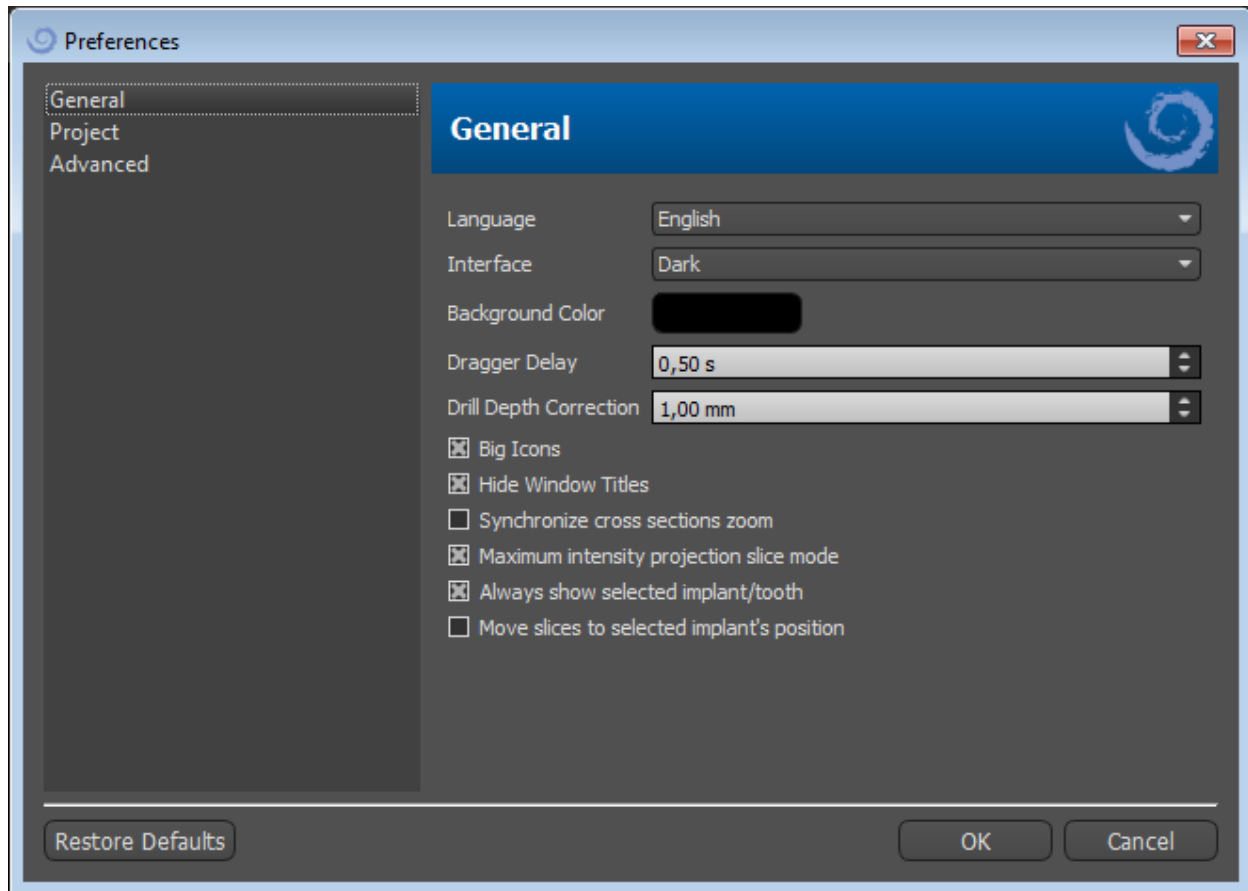 Preferences
General
Project
Advanced
General
Language English
Interface Dark
Background Color
Dragger Delay 0,50 s
Drill Depth Correction 1,00 mm
Big Icons
Hide Window Titles
Synchronize cross sections zoom
Maximum intensity projection slice mode
Always show selected implant/tooth
Move slices to selected implant's position
Restore Defaults OK Cancel